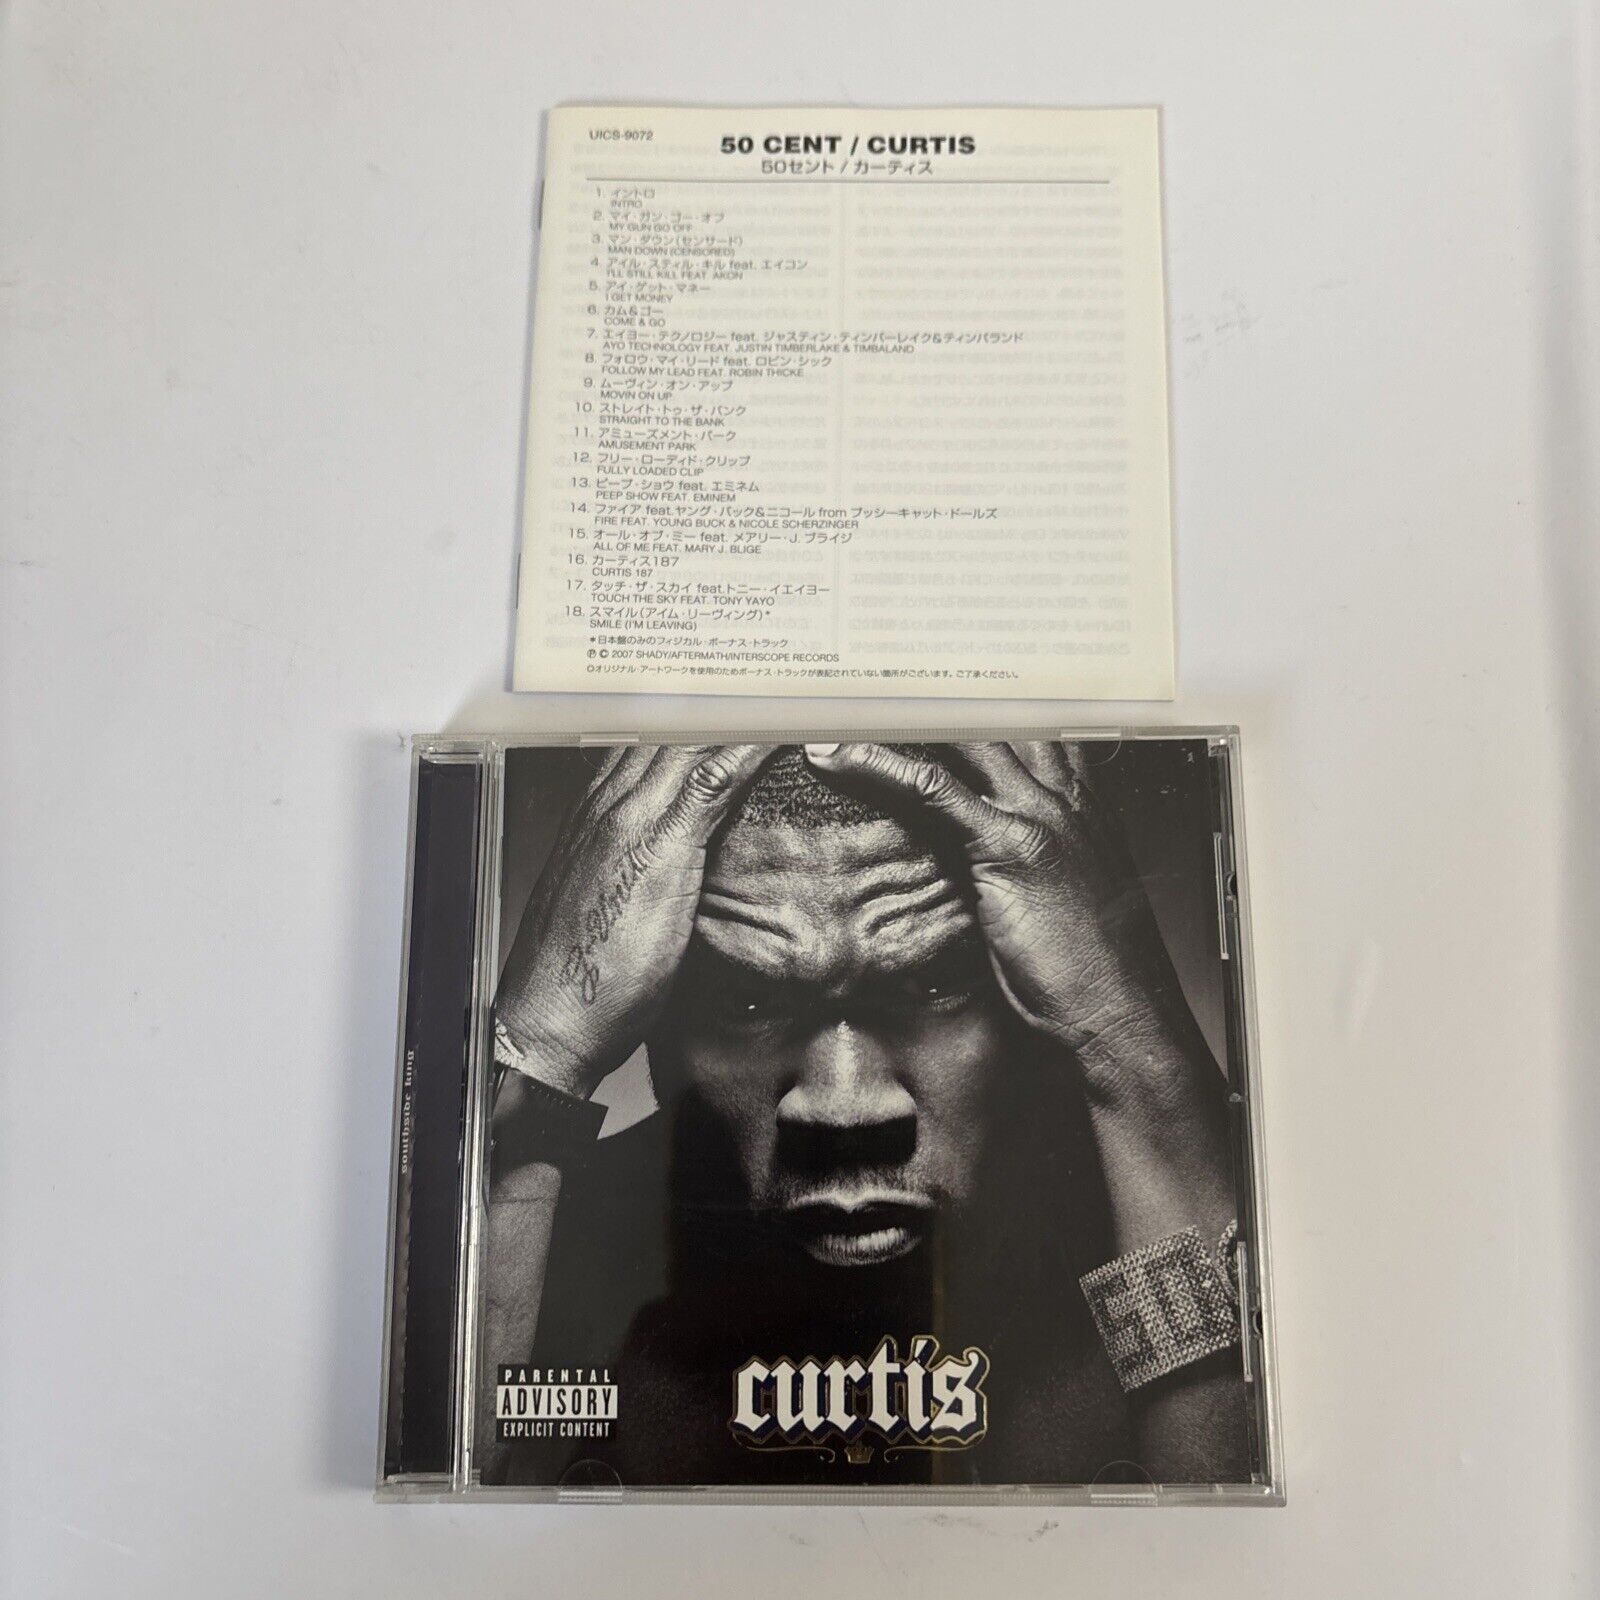 UICS-9072
50 CENT / CURTIS
50セント / カーティス
1. イントロ
INTRO
2. マイ・ガン・ゴー・オフ
MY GUN GO OFF
3. マン・ダウン(センサード)
MAN DOWN (CENSORED)
4. アイル・スティル・キル feat. エイコン
I'LL STILL KILL FEAT. AKON
5. アイ・ゲット・マネー
I GET MONEY
6. カム&ゴー
COME & GO
7. エイヨー・テクノロジー feat. ジャスティン・ティンバーレイク&ティンバランド
AYO TECHNOLOGY FEAT. JUSTIN TIMBERLAKE & TIMBALAND
8. フォロウ・マイ・リード feat. ロビン・シック
FOLLOW MY LEAD FEAT. ROBIN THICKE
9. ムーヴィン・オン・アップ
MOVIN ON UP
10. ストレイト・トゥ・ザ・バンク
STRAIGHT TO THE BANK
11. アミューズメント・パーク
AMUSEMENT PARK
12. フリー・ローディド・クリップ
FULLY LOADED CLIP
13. ピープ・ショウ feat. エミネム
PEEP SHOW FEAT. EMINEM
14. ファイア feat.ヤング・バック&ニコール from プッシーキャット・ドールズ
FIRE FEAT. YOUNG BUCK & NICOLE SCHERZINGER
15. オール・オブ・ミー feat. メアリー・J. ブライジ
ALL OF ME FEAT. MARY J. BLIGE
16. カーティス187
CURTIS 187
17. タッチ・ザ・スカイ feat.トニー・イエイヨー
TOUCH THE SKY FEAT. TONY YAYO
18. スマイル(アイム・リーヴィング)*
SMILE (I'M LEAVING)
*日本盤のみのフィジカル・ボーナス・トラック
℗ © 2007 SHADY/AFTERMATH/INTERSCOPE RECORDS
◎オリジナル・アートワークを使用のためボーナス・トラックが表記されていない箇所がございます。ご了承ください。
southside king
PARENTAL
ADVISORY
EXPLICIT CONTENT
curtis